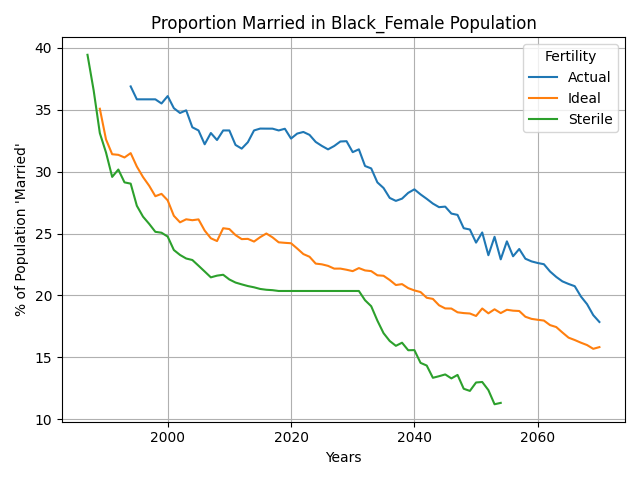 Proportion Married in Black_Female Population
% of Population 'Married'
40
35
30
25
20
15
10
Fertility
Actual
Ideal
Sterile
2000
2020
2040
2060
Years